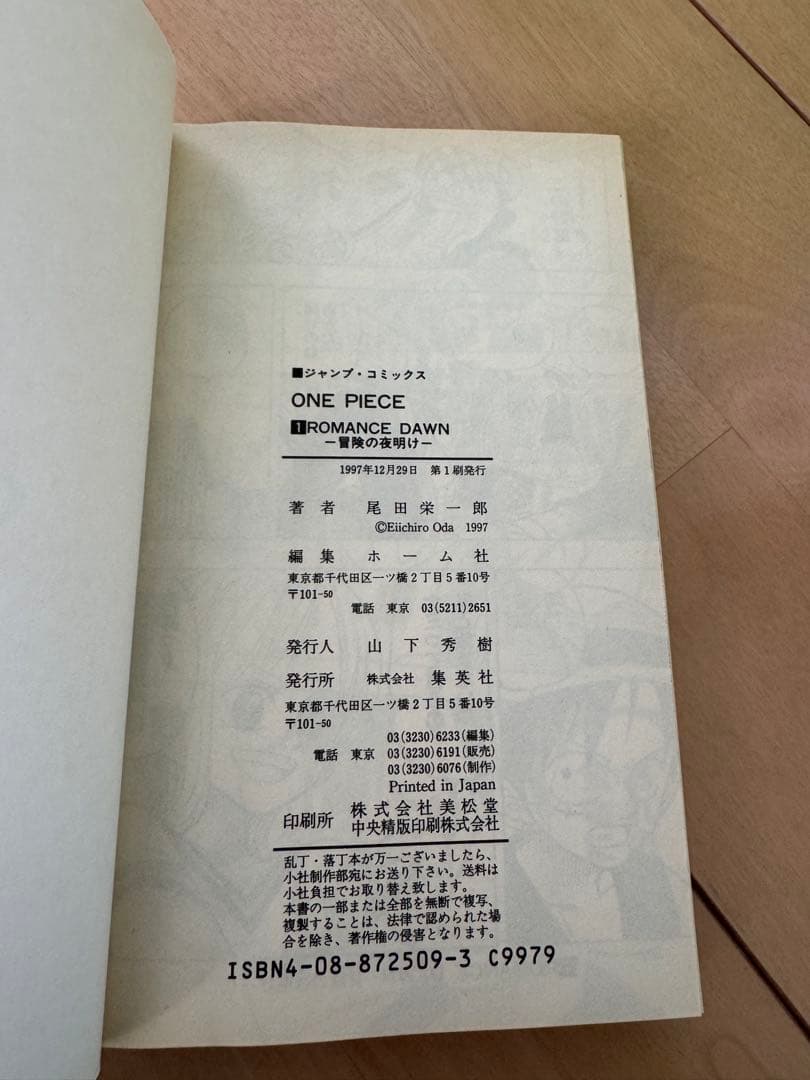 ■ジャンプ・コミックス
ONE PIECE
1 ROMANCE DAWN
―冒険の夜明け―
1997年12月29日 第1刷発行
著者 尾田栄一郎
©Eiichiro Oda 1997
編集 ホーム社
東京都千代田区一ツ橋2丁目5番10号
〒101-50
電話 東京 03(5211)2651
発行人 山下秀樹
発行所 株式会社 集英社
東京都千代田区一ツ橋2丁目5番10号
〒101-50
03(3230)6233(編集)
電話 東京 03(3230)6191(販売)
03(3230)6076(制作)
Printed in Japan
印刷所 株式会社美松堂
中央精版印刷株式会社
乱丁・落丁本が万一ございましたら、
小社制作部宛にお送り下さい。送料は
小社負担でお取り替え致します。
本書の一部または全部を無断で複写、
複製することは、法律で認められた場
合を除き、著作権の侵害となります。
ISBN4-08-872509-3 C9979